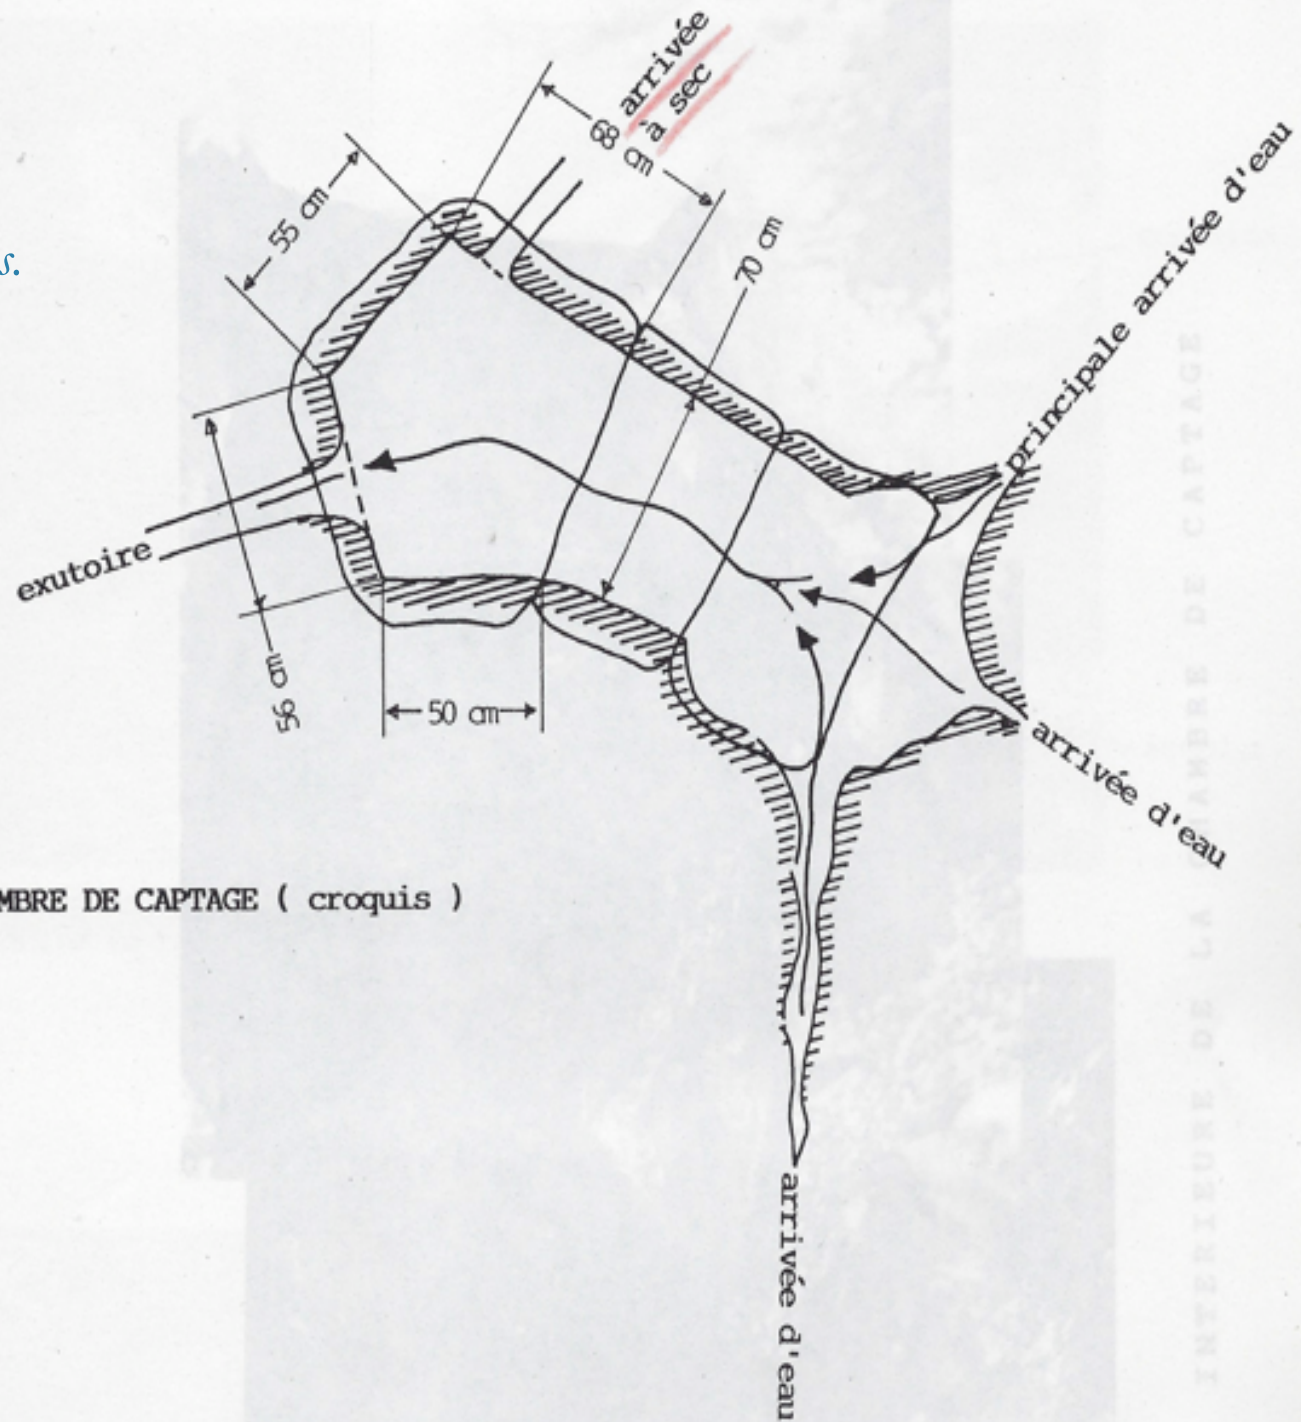 arrivée
à sec
68 cm
55 cm
s.
70 cm
principale arrivée d'eau
exutoire
56 cm
50 cm
arrivée d'eau
MBRE DE CAPTAGE ( croquis )
arrivée d'eau
INTERIEURE DE LA CHAMBRE DE CAPTAGE